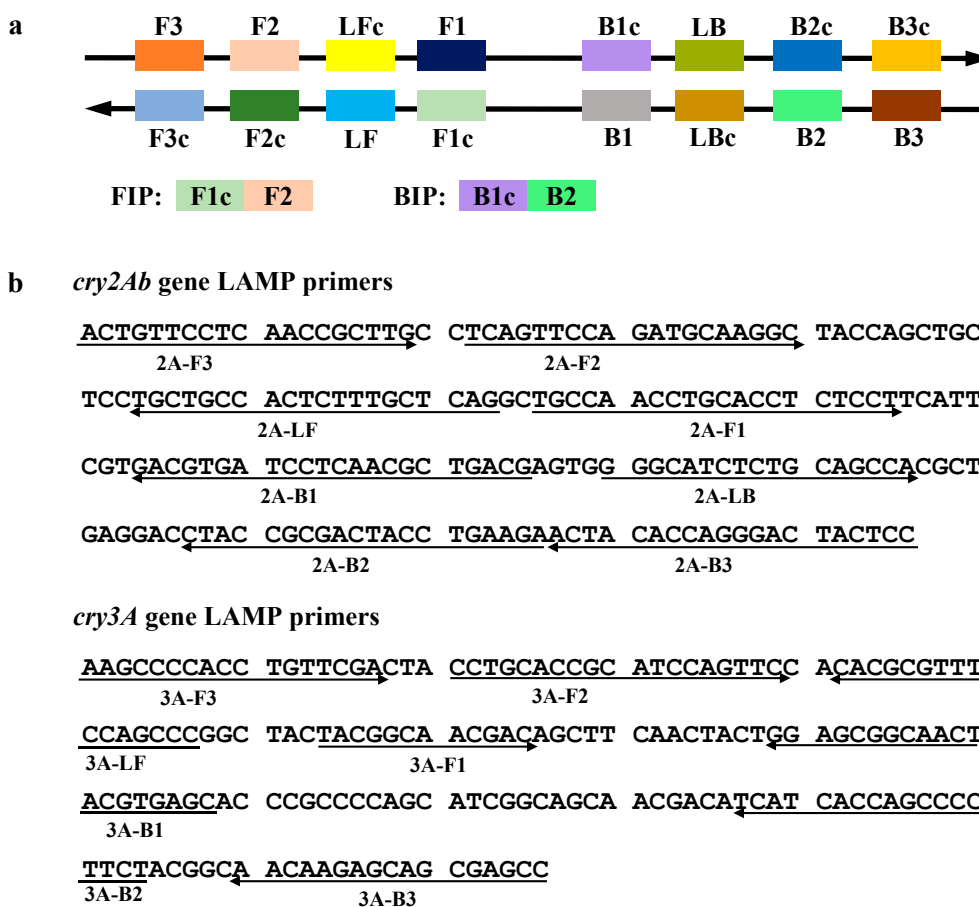 a
F3 F2 LFc F1 B1c LB B2c B3c
F3c F2c LF F1c B1 LBc B2 B3
FIP: F1c F2 BIP: B1c B2
b cry2Ab gene LAMP primers
ACTGTTCCTC AACCGCTTGC CTCAGTTCCA GATGCAAGGC TACCAGCTGC
2A-F3 2A-F2
TCCTGCTGCC ACTCTTTGCT CAGGCTGCCA ACCTGCACCT CTCCTTCATT
2A-LF 2A-F1
CGTGACGTGA TCCTCAACGC TGACGAGTGG GGCATCTCTG CAGCCACGCT
2A-B1 2A-LB
GAGGACCTAC CGCGACTACC TGAAGAACTA CACCAGGGAC TACTCC
2A-B2 2A-B3
cry3A gene LAMP primers
AAGCCCCACC TGTTCGACTA CCTGCACCGC ATCCAGTTCC ACACGCGTTT
3A-F3 3A-F2
CCAGCCCGGC TACTACGGCA ACGACAGCTT CAACTACTGG AGCGGCAACT
3A-LF 3A-F1
ACGTGAGCAC CCGCCCCAGC ATCGGCAGCA ACGACATCAT CACCAGCCCC
3A-B1
TTCTACGGCA ACAAGAGCAG CGAGCC
3A-B2 3A-B3